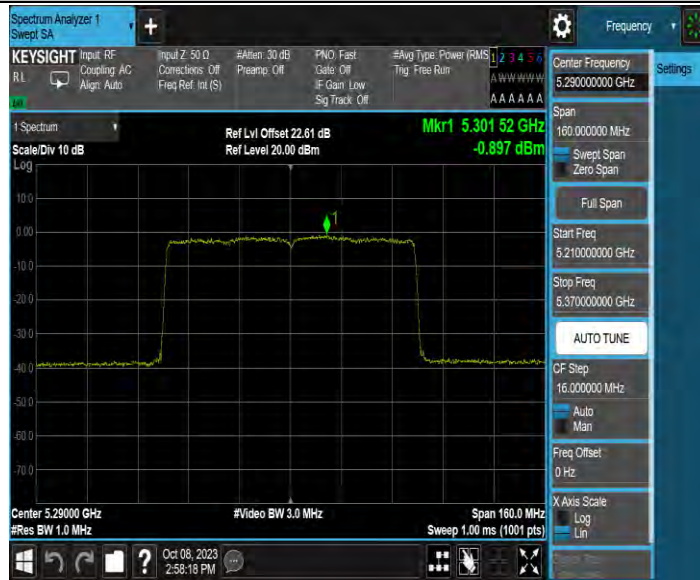 Spectrum Analyzer 1
Swept SA
+
Frequency
KEYSIGHT Input: RF Input Z: 50 Ω #Atten: 30 dB PNO: Fast #Avg Type: Power (RMS 1 2 3 4 5 6
RL Coupling: AC Corrections: Off Preamp: Off Gate: Off Trig: Free Run A W W W W W
Align: Auto Freq Ref: Int (S) IF Gain: Low
Sig Track: Off A A A A A A
1 Spectrum
Ref Lvl Offset 22.61 dB Mkr1 5.301 52 GHz
Scale/Div 10 dB Ref Level 20.00 dBm -0.897 dBm
Log
10.0
0.00
-10.0
-20.0
-30.0
-40.0
-50.0
-60.0
-70.0
1
Center 5.29000 GHz #Video BW 3.0 MHz Span 160.0 MHz
#Res BW 1.0 MHz Sweep 1.00 ms (1001 pts)
?
Oct 08, 2023
2:58:18 PM
Center Frequency
5.290000000 GHz
Settings
Span
160.000000 MHz
Swept Span
Zero Span
Full Span
Start Freq
5.210000000 GHz
Stop Freq
5.370000000 GHz
AUTO TUNE
CF Step
16.000000 MHz
Auto
Man
Freq Offset
0 Hz
X Axis Scale
Log
Lin